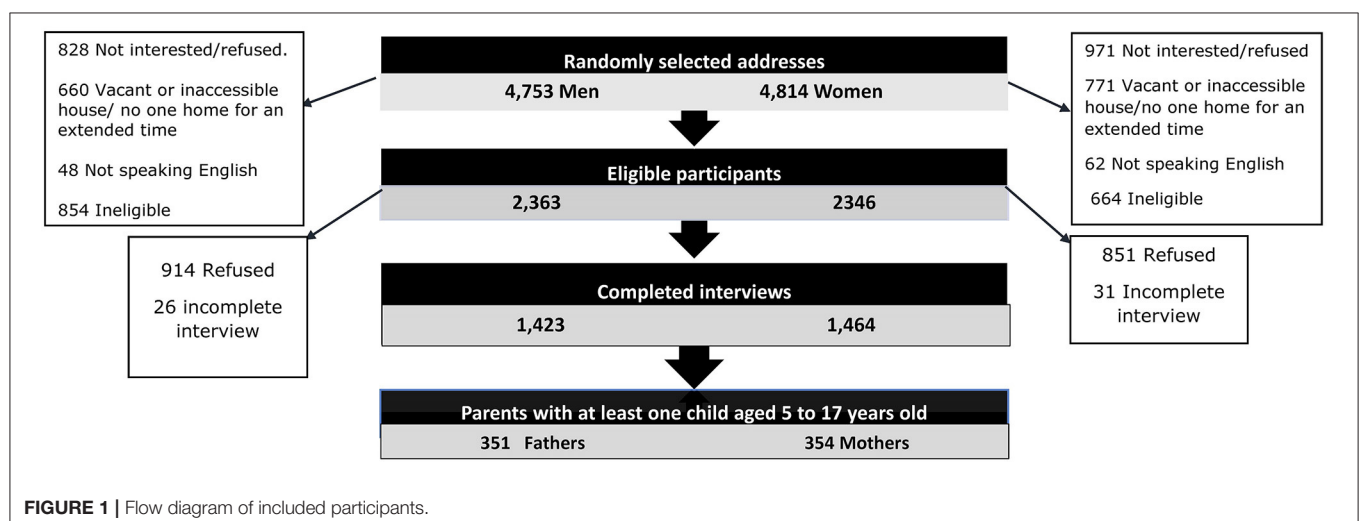 828 Not interested/refused.
660 Vacant or inaccessible
house/ no one home for an
extended time
48 Not speaking English
854 Ineligible
Randomly selected addresses
4,753 Men 4,814 Women
971 Not interested/refused
771 Vacant or inaccessible
house/no one home for an
extended time
62 Not speaking English
664 Ineligible
Eligible participants
2,363 2346
914 Refused
26 incomplete
interview
851 Refused
31 Incomplete
interview
Completed interviews
1,423 1,464
Parents with at least one child aged 5 to 17 years old
351 Fathers 354 Mothers
FIGURE 1 | Flow diagram of included participants.